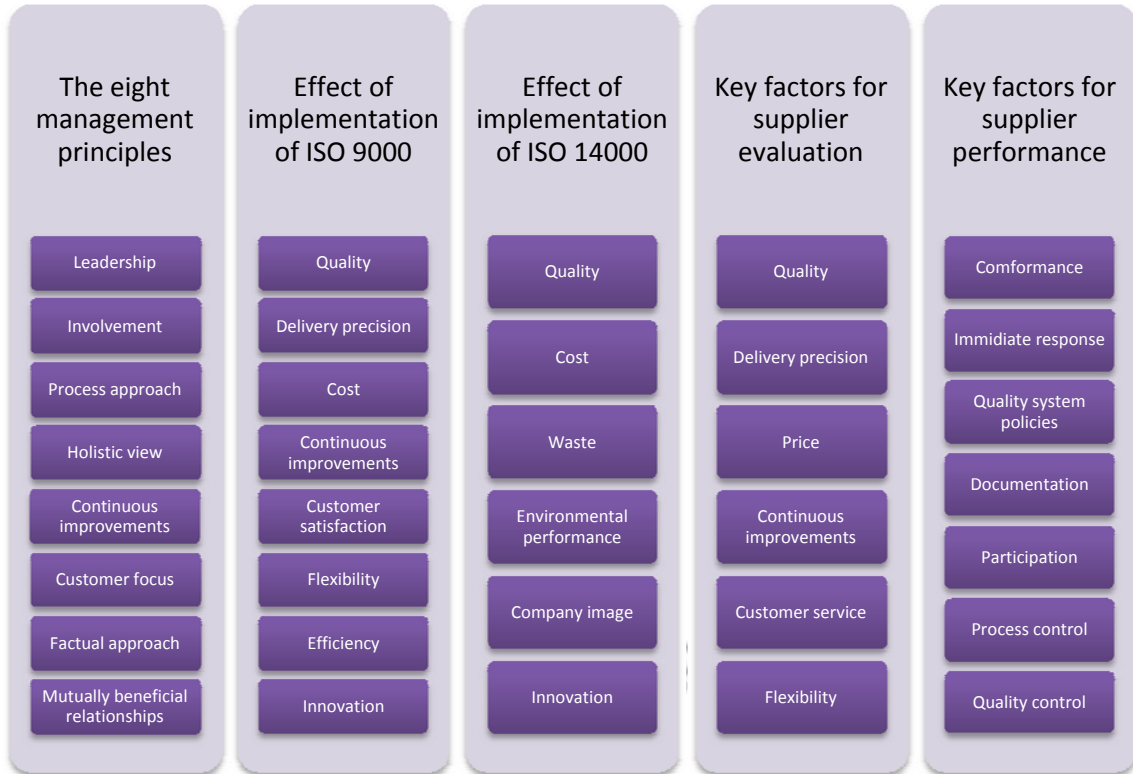 The eight
management
principles
Leadership
Involvement
Process approach
Holistic view
Continuous
improvements
Customer focus
Factual approach
Mutually beneficial
relationships
Effect of
implementation
of ISO 9000
Quality
Delivery precision
Cost
Continuous
improvements
Customer
satisfaction
Flexibility
Efficiency
Innovation
Effect of
implementation
of ISO 14000
Quality
Cost
Waste
Environmental
performance
Company image
Innovation
Key factors for
supplier
evaluation
Quality
Delivery precision
Price
Continuous
improvements
Customer service
Flexibility
Key factors for
supplier
performance
Comformance
Immidiate response
Quality system
policies
Documentation
Participation
Process control
Quality control